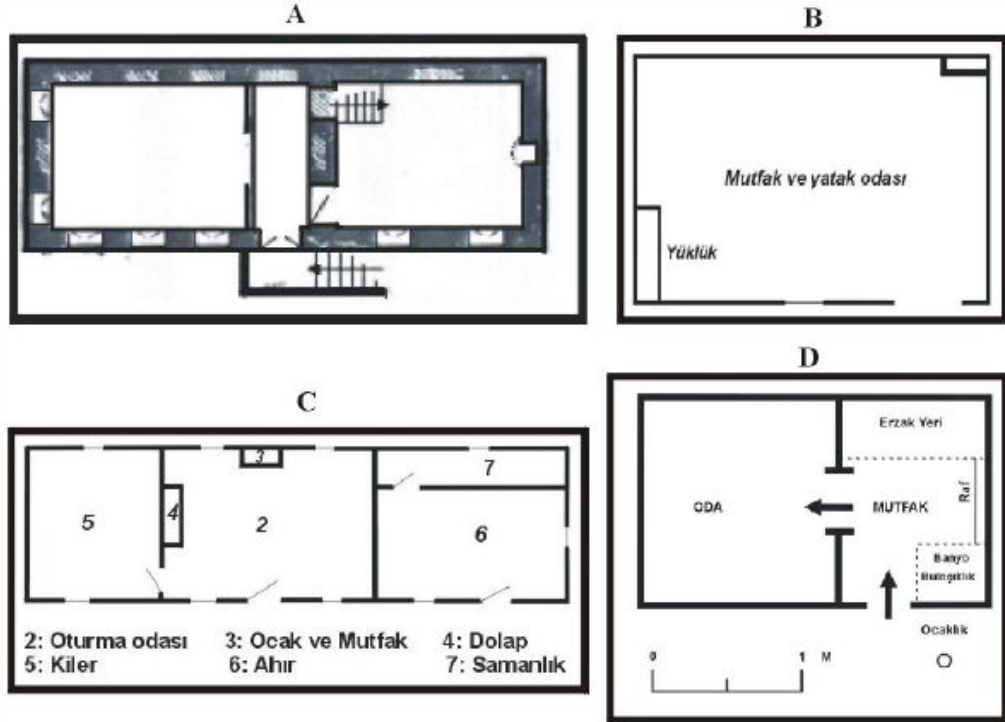 A
B
Mutfak ve yatak odası
Yüklük
C
3
7
4
5
2
6
2: Oturma odası 3: Ocak ve Mutfak 4: Dolap
5: Kiler 6: Ahır 7: Samanlık
D
Erzak Yeri
ODA
MUTFAK
Raf
Banyo
Ocaklık
0 1 M